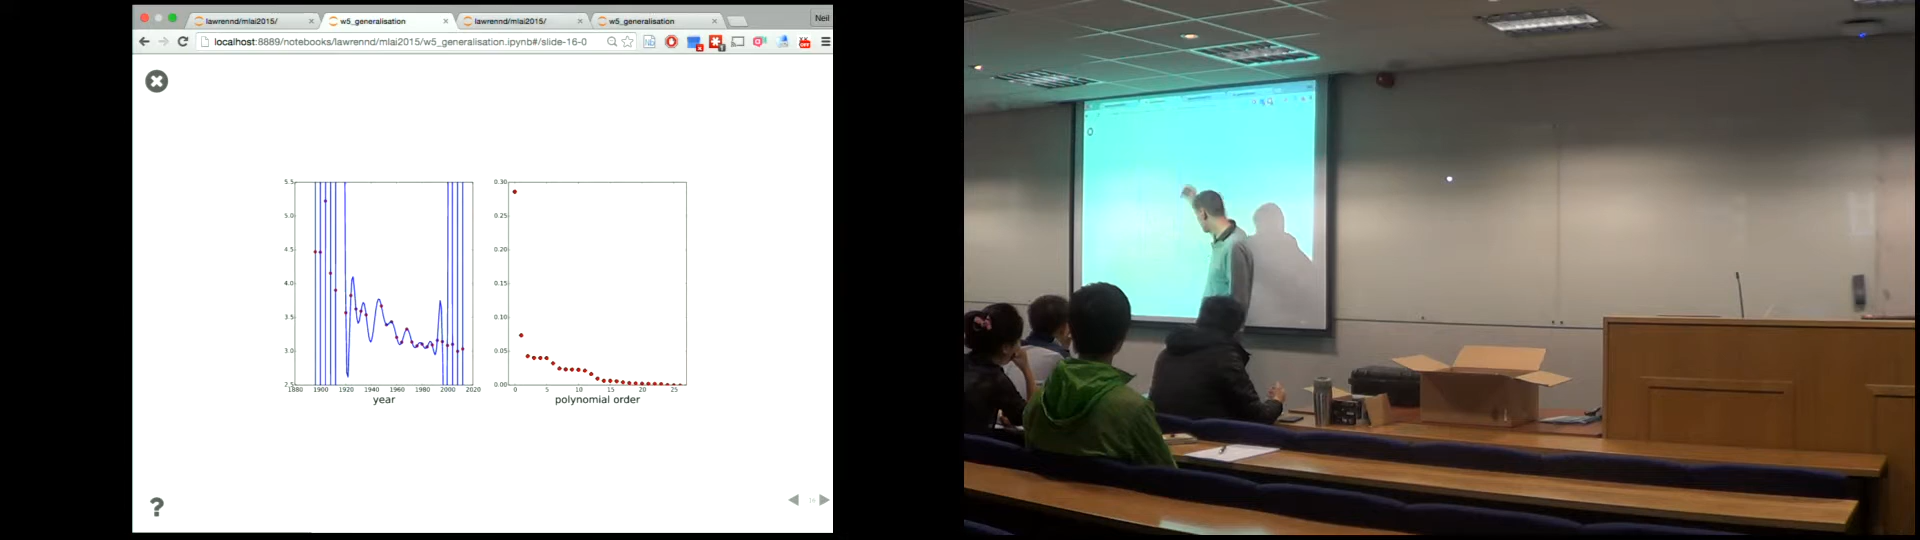 lawrennd/mlai2015/
w5_generalisation
lawrennd/mlai2015/
w5_generalisation
Neil
localhost:8889/notebooks/lawrennd/mlai2015/w5_generalisation.ipynb#/slide-16-0
5.5
5.0
4.5
4.0
3.5
3.0
2.5
1880 1900 1920 1940 1960 1980 2000 2020
year
0.30
0.25
0.20
0.15
0.10
0.05
0.00
0 5 10 15 20 25
polynomial order
?